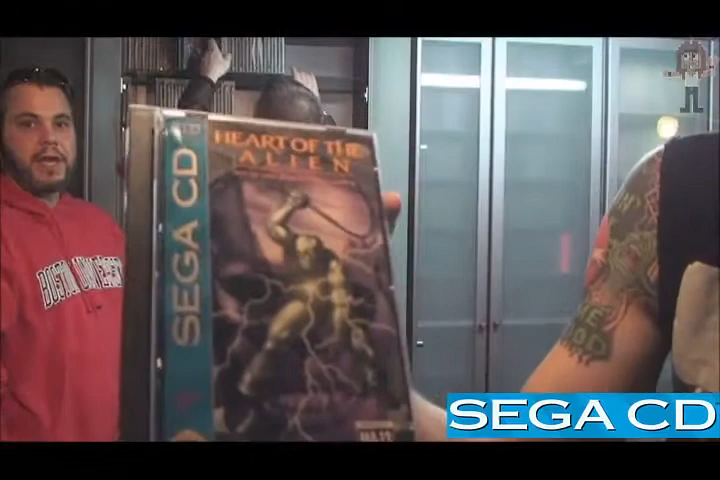 HEART OF THE
ALIEN
SEGA CD
BOSTON UNIVERSITY
SEGA CD